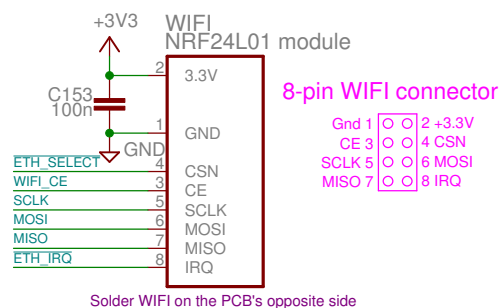 +3V3
WIFI
NRF24L01 module
2
3.3V
C153
100n
1
GND
GND
ETH_SELECT
4
CSN
WIFI_CE
3
CE
SCLK
5
SCLK
MOSI
6
MOSI
MISO
7
MISO
ETH_IRQ
8
IRQ
8-pin WIFI connector
Gnd 1 2 +3.3V
CE 3 4 CSN
SCLK 5 6 MOSI
MISO 7 8 IRQ
Solder WIFI on the PCB's opposite side